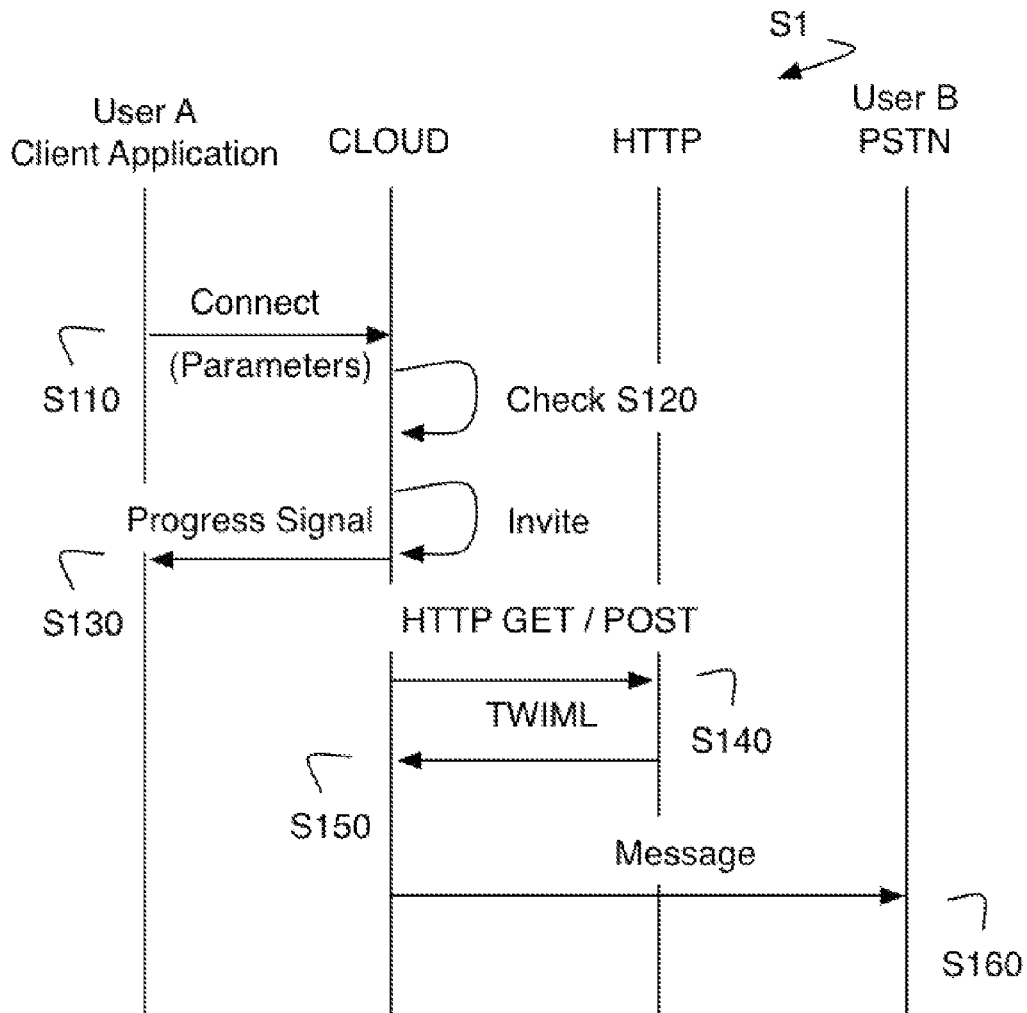 S1
User A
Client Application
CLOUD
HTTP
User B
PSTN
Connect
(Parameters)
S110
Check S120
Progress Signal
Invite
S130
HTTP GET / POST
TWIML
S140
S150
Message
S160